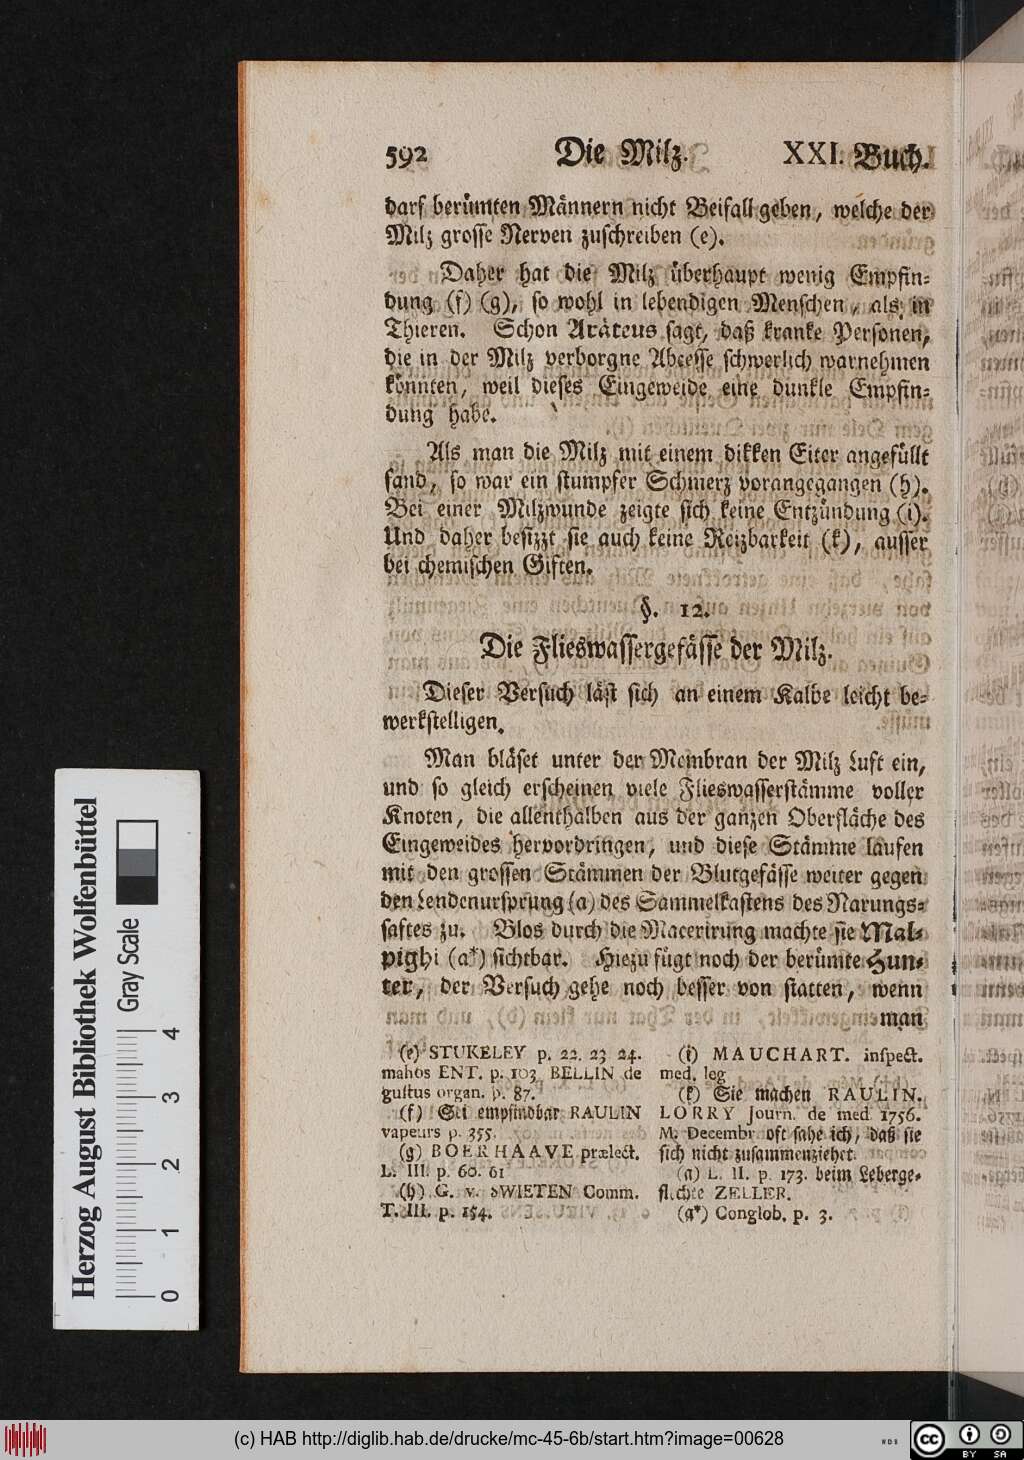 592 Die Milz. XXI. Buch.
darf berümten Männern nicht Beifall geben, welche der
Milz grosse Nerven zuschreiben (e).
Daher hat die Milz überhaupt wenig Empfin-
dung (f) (g), so wohl in lebendigen Menschen, als in
Thieren. Schon Aräteus sagt, daß kranke Personen,
die in der Milz verborgne Abcesse schwerlich warnehmen
könnten, weil dieses Eingeweide eine dunkle Empfin-
dung habe.
Als man die Milz mit einem dikken Eiter angefüllt
fand, so war ein stumpfer Schmerz vorangegangen (h).
Bei einer Milzwunde zeigte sich keine Entzündung (i).
Und daher besizzt sie auch keine Reizbarkeit (k), ausser
bei chemischen Giften.
§. 12.
Die Flieswassergefässe der Milz.
Dieser Versuch läst sich an einem Kalbe leicht be-
werkstelligen.
Man bläset unter der Membran der Milz Luft ein,
und so gleich erscheinen viele Flieswasserstämme voller
Knoten, die allenthalben aus der ganzen Oberfläche des
Eingeweides hervordringen, und diese Stämme laufen
mit den grossen Stämmen der Blutgefässe weiter gegen
den Lendenursprung (a) des Sammelkastens des Narungs-
saftes zu. Blos durch die Macerirung machte sie Mal-
pighi (a*) sichtbar. Hiezu fügt noch der berümte Hun-
ter, der Versuch gehe noch besser von statten, wenn
man
(e) STUKELEY p. 22. 23 24.
mahos ENT. p. 103. BELLIN de
gustus organ. p. 87.
(f) Sei empfindbar RAULIN
vapeurs p. 355.
(g) BOERHAAVE prælect.
L. III. p. 60. 61
(h) G. v. SWIETEN Comm.
T. III. p. 154.
(i) MAUCHART. inspect.
med. leg
(k) Sie machen RAULIN.
LORRY Journ. de med. 1756.
M. Decembr. oft sahe ich, daß sie
sich nicht zusammenziehet.
(a) L. II. p. 173. beim Leberge-
flechte ZELLER.
(a*) Conglob. p. 3.
Herzog August Bibliothek Wolfenbüttel
Gray Scale
0 1 2 3 4
(c) HAB http://diglib.hab.de/drucke/mc-45-6b/start.htm?image=00628
cc BY SA